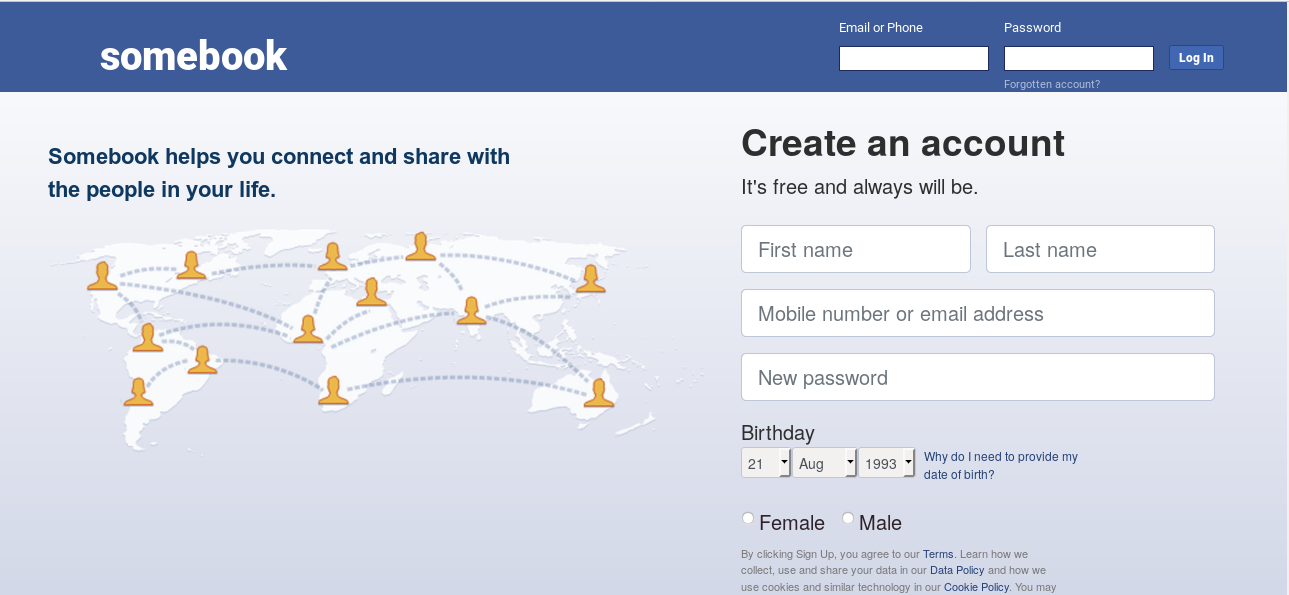 Email or Phone
Password
somebook
Log In
Forgotten account?
Somebook helps you connect and share with
the people in your life.
Create an account
It's free and always will be.
First name
Last name
Mobile number or email address
New password
Birthday
21
Aug
1993
Why do I need to provide my
date of birth?
Female
Male
By clicking Sign Up, you agree to our Terms. Learn how we
collect, use and share your data in our Data Policy and how we
use cookies and similar technology in our Cookie Policy. You may